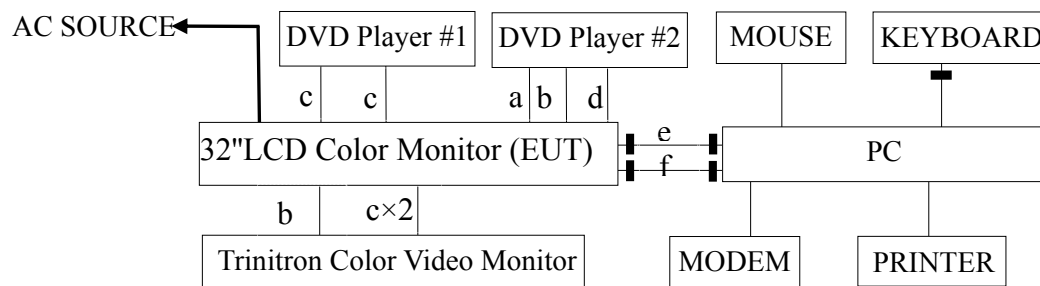 AC SOURCE
DVD Player #1
DVD Player #2
MOUSE
KEYBOARD
c
c
a
b
d
32"LCD Color Monitor (EUT)
e
f
PC
b
c×2
Trinitron Color Video Monitor
MODEM
PRINTER